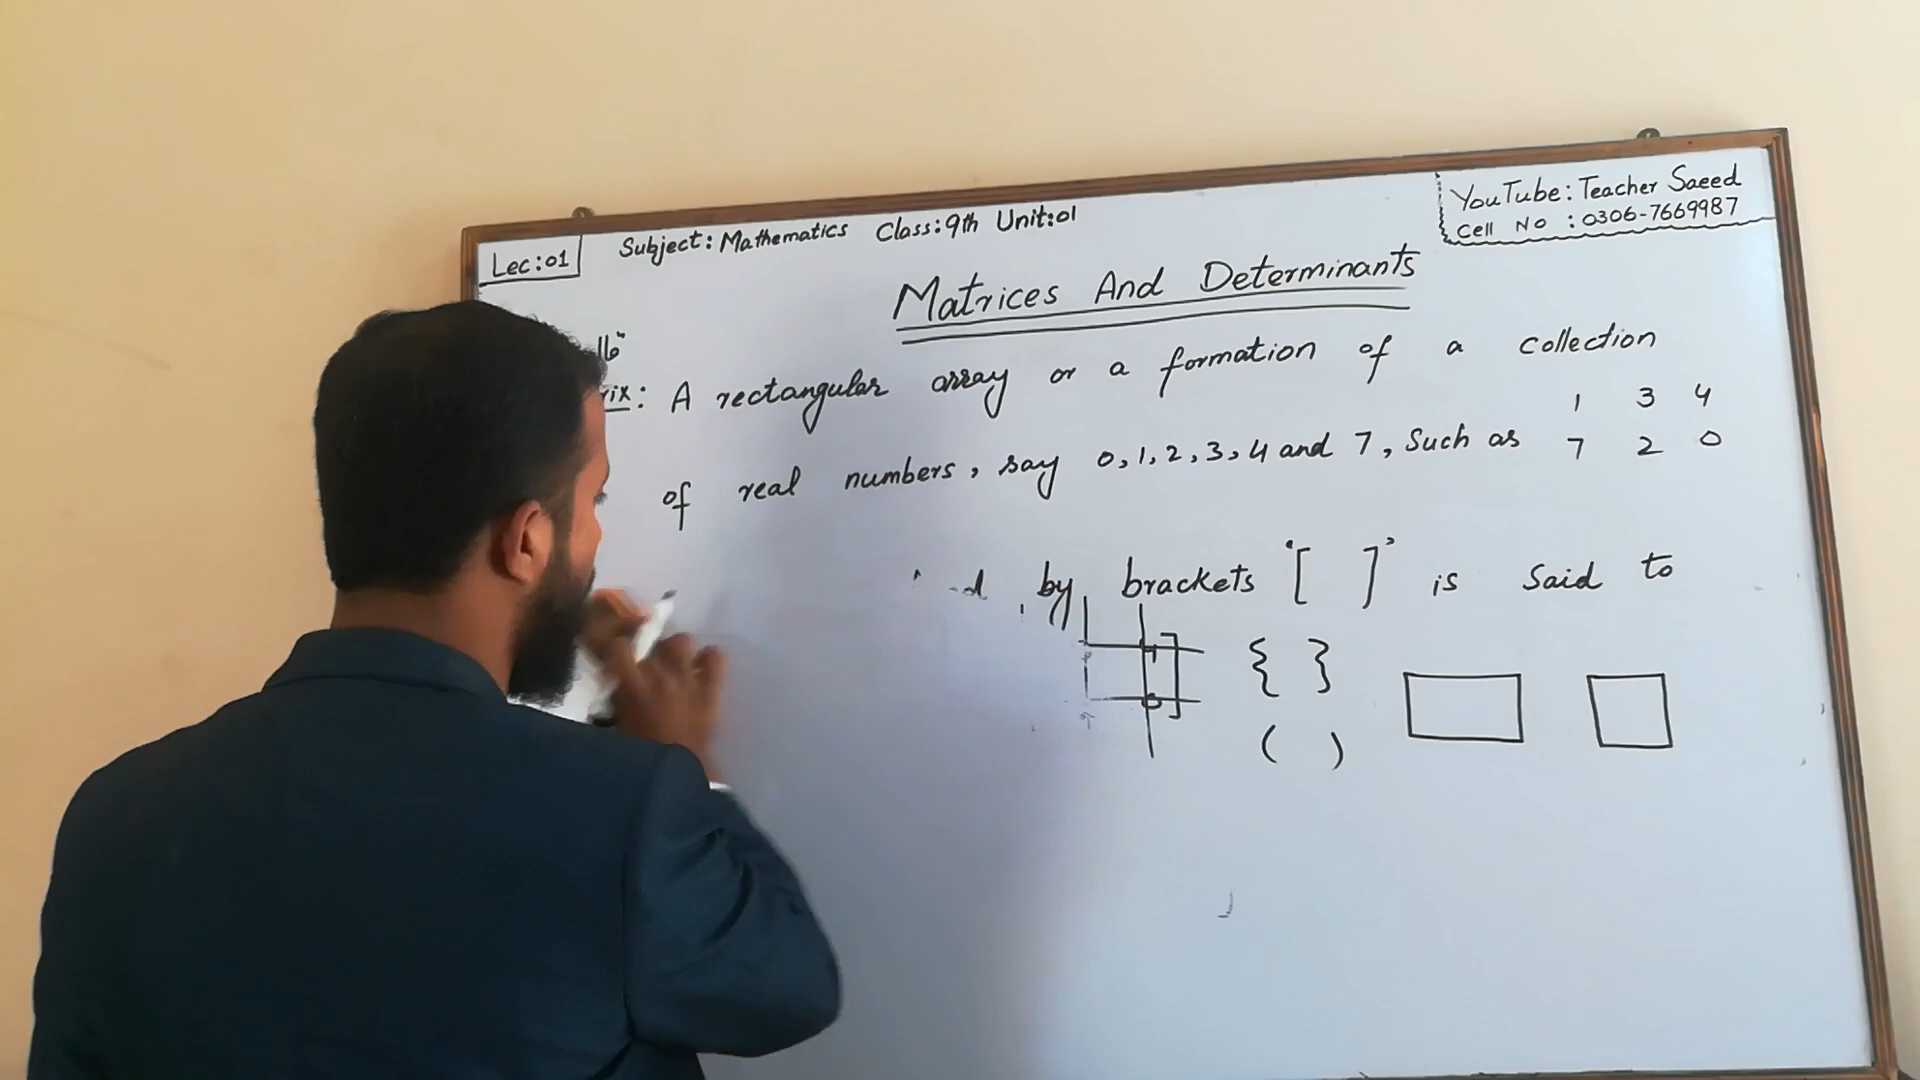 Lec:01
Subject: Mathematics Class:9th Unit:01
YouTube: Teacher Saeed
Cell No : 0306-7669987
Matrices And Determinants
: A rectangular array or a formation of a collection
of real numbers, say 0,1,2,3,4 and 7, Such as
1 3 4
7 2 0
by brackets ‘[ ]’ is said to
{ }
( )